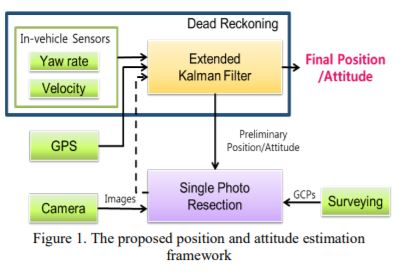 Dead Reckoning
In-vehicle Sensors
Yaw rate
Velocity
Extended
Kalman Filter
Final Position
/Attitude
GPS
Preliminary
Position/Attitude
Camera
Images
Single Photo
Resection
GCPs
Surveying
Figure 1. The proposed position and attitude estimation
framework